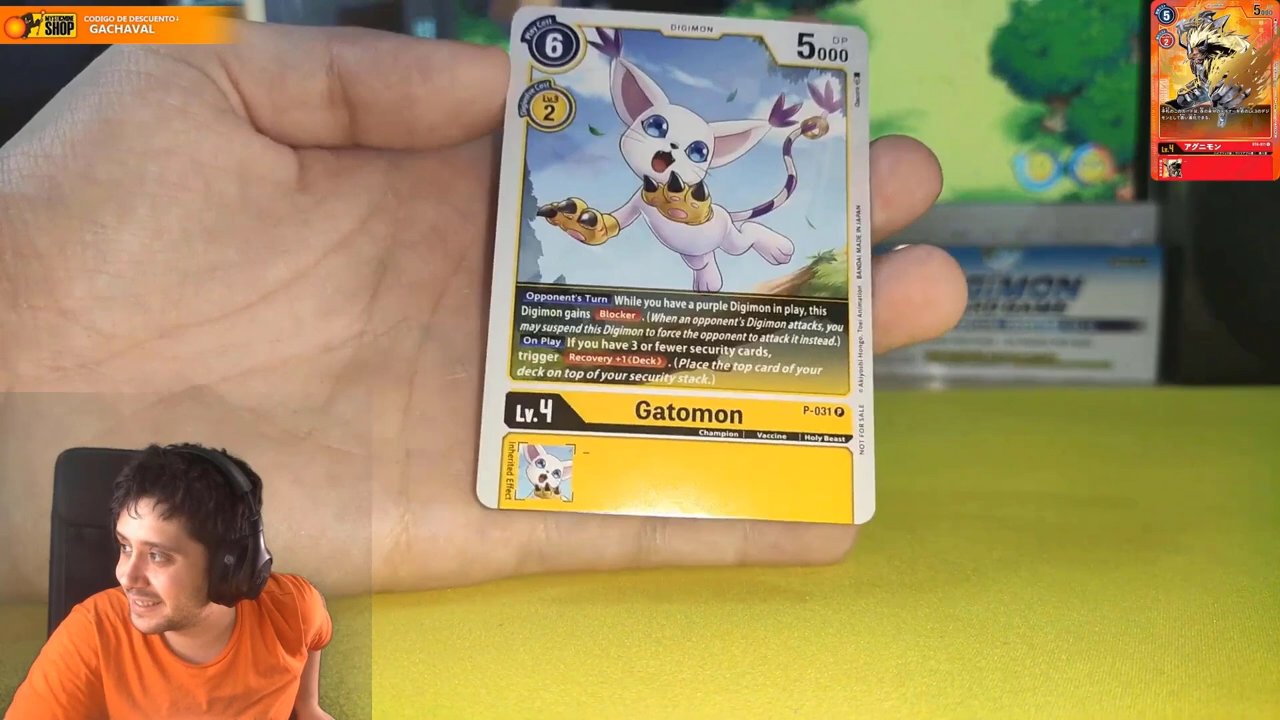 MYSTICMINE
SHOP
CODIGO DE DESCUENTO:
GACHAVAL
Play Cost
6
DIGIMON
DP
5000
Digivolve Cost
Lv.3
2
Opponent's Turn While you have a purple Digimon in play, this
Digimon gains Blocker. (When an opponent's Digimon attacks, you
may suspend this Digimon to force the opponent to attack it instead.)
On Play If you have 3 or fewer security cards,
trigger Recovery +1 (Deck). (Place the top card of your
deck on top of your security stack.)
Lv.4
Gatomon
P-031 P
Champion | Vaccine | Holy Beast
Inherited Effect
–
© Akiyoshi Hongo, Toei Animation BANDAI MADE IN JAPAN
NOT FOR SALE
5
5000
2
Lv.4
アグニモン
DIGIMON